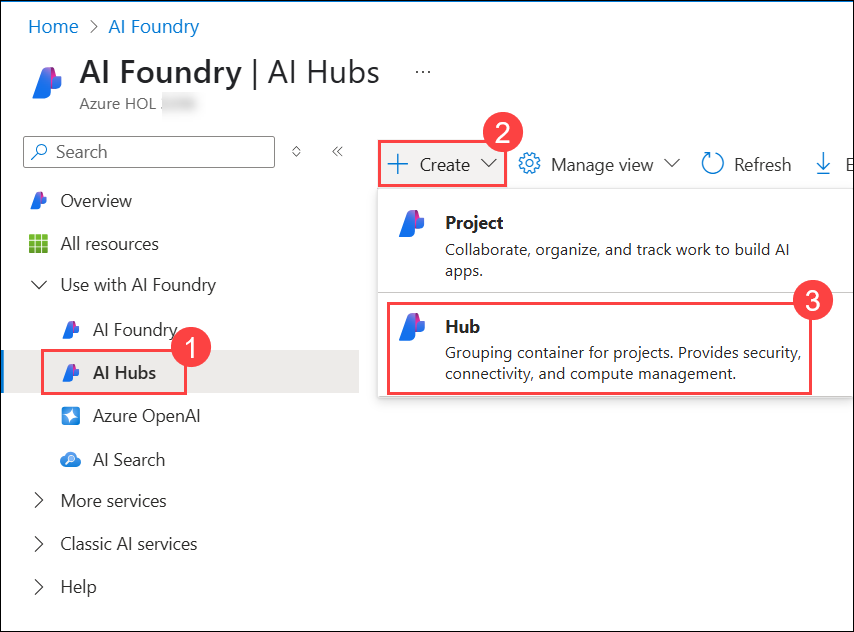 Home > AI Foundry
AI Foundry | AI Hubs ...
Azure HOL
Search
Overview
All resources
Use with AI Foundry
AI Foundry
1
AI Hubs
Azure OpenAI
AI Search
More services
Classic AI services
Help
2
+ Create
Manage view
Refresh
E
Project
Collaborate, organize, and track work to build AI
apps.
3
Hub
Grouping container for projects. Provides security,
connectivity, and compute management.